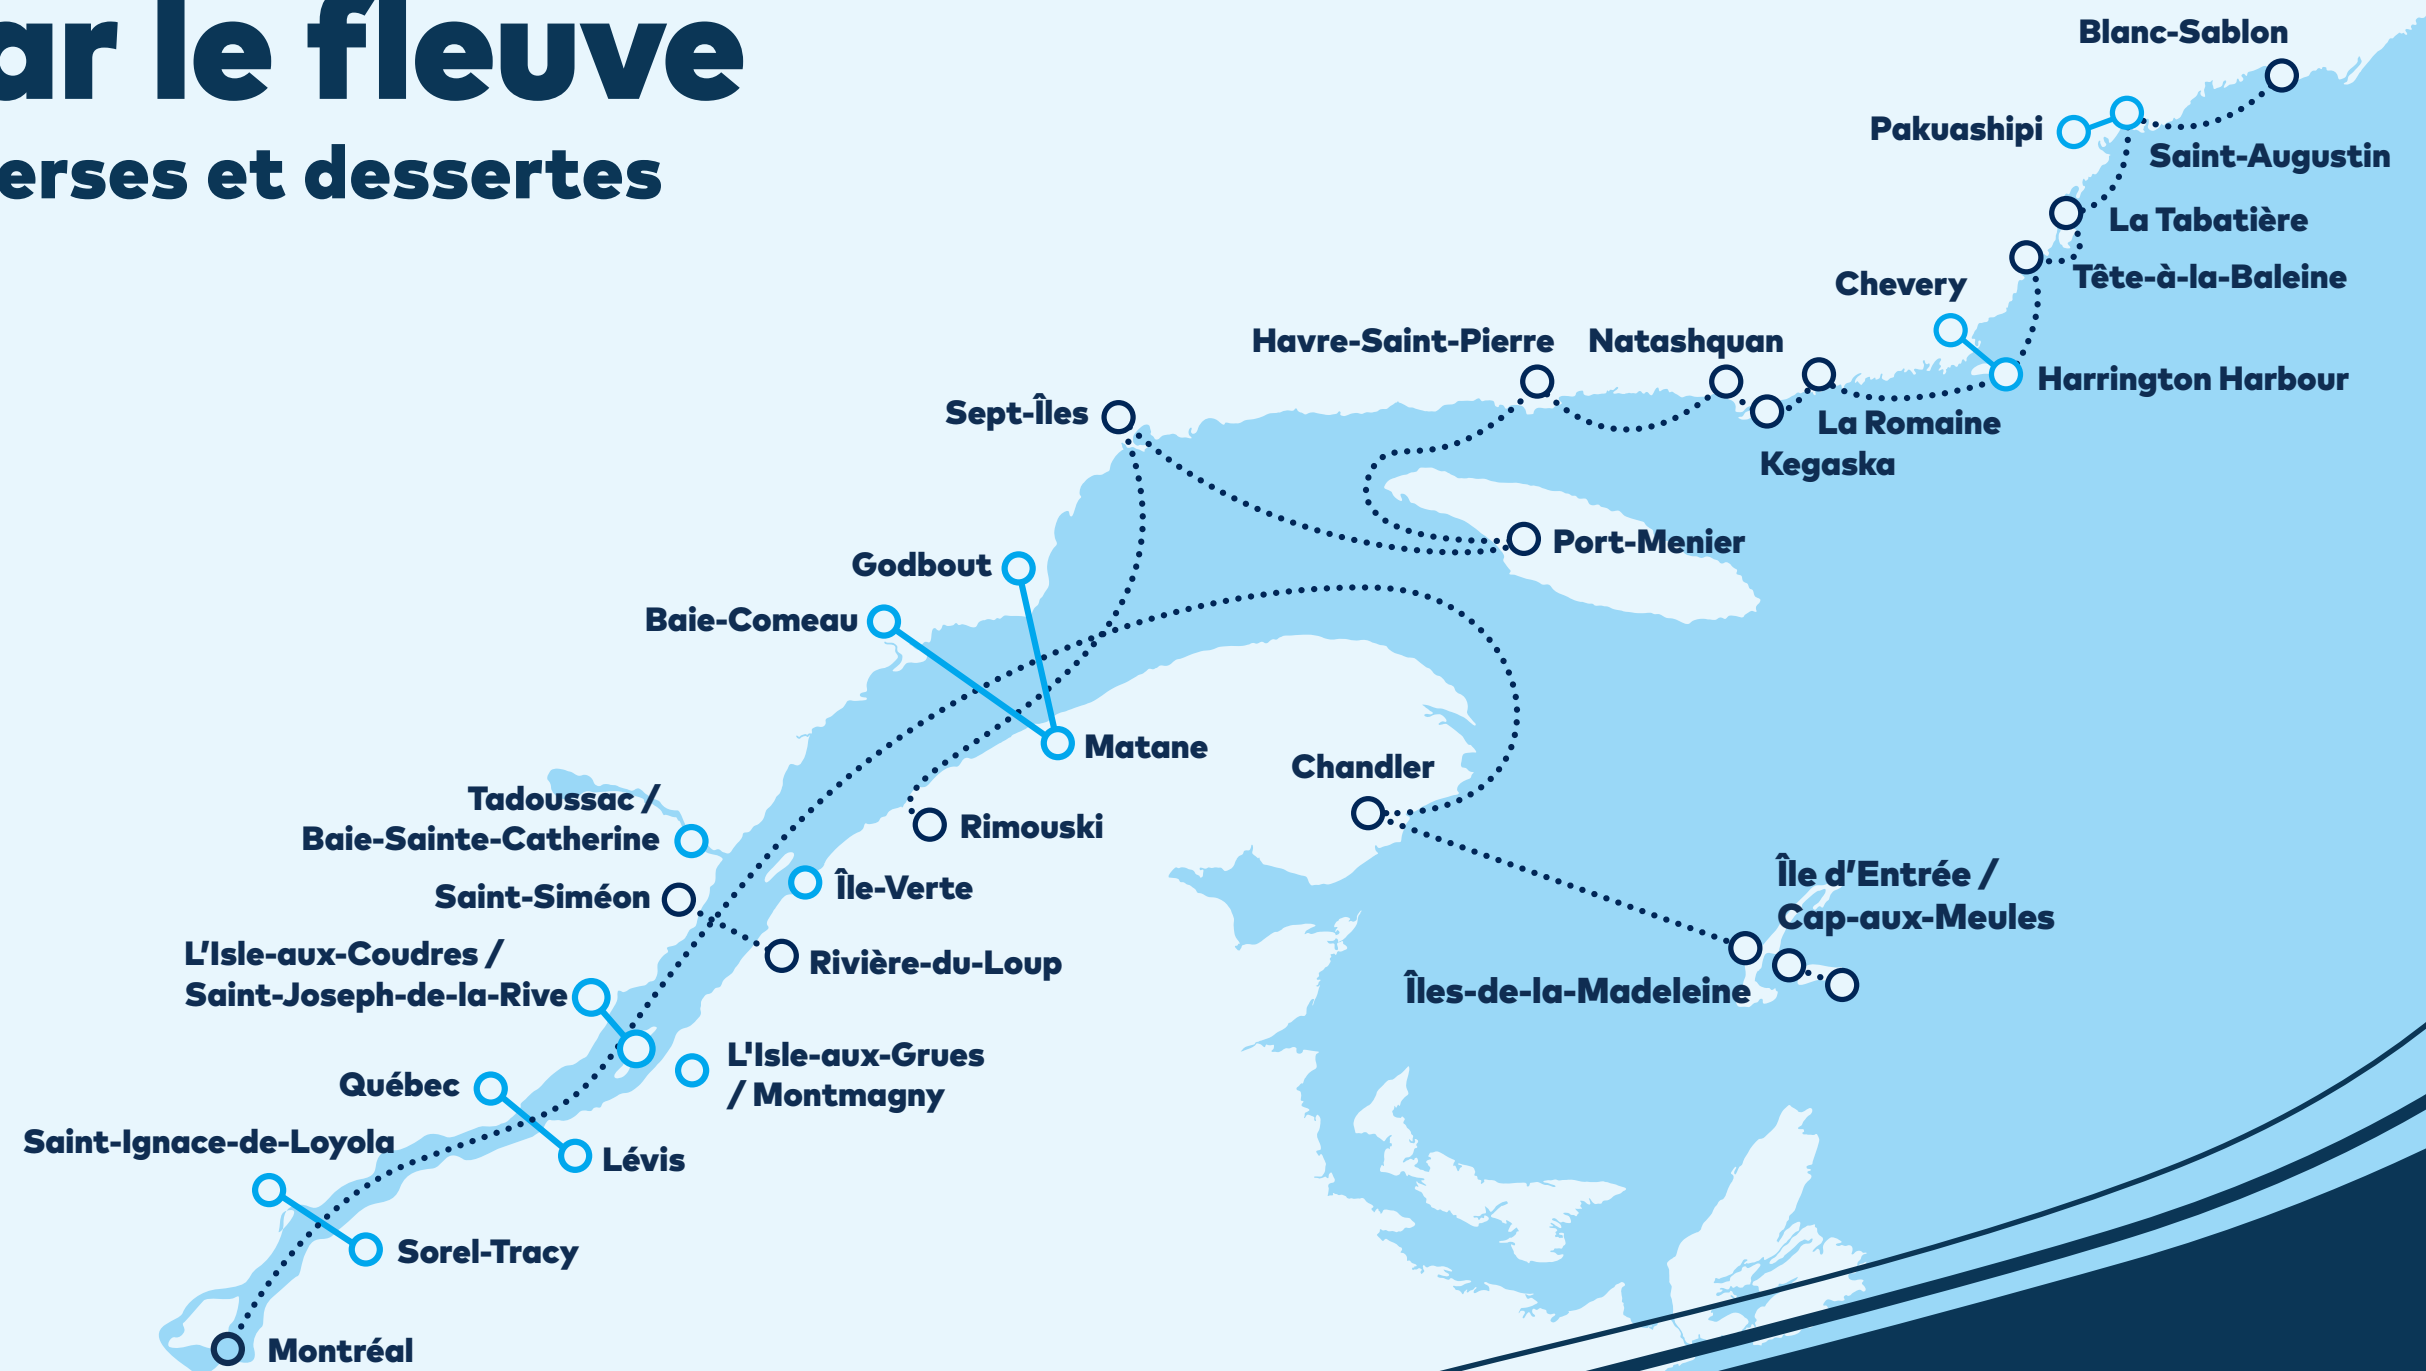 ar le fleuve
erses et dessertes
Blanc-Sablon
Pakuashipi
Saint-Augustin
La Tabatière
Tête-à-la-Baleine
Chevery
Harrington Harbour
Havre-Saint-Pierre
Natashquan
La Romaine
Kegaska
Sept-Îles
Port-Menier
Godbout
Baie-Comeau
Matane
Chandler
Tadoussac /
Baie-Sainte-Catherine
Rimouski
Île-Verte
Saint-Siméon
Rivière-du-Loup
Île d’Entrée /
Cap-aux-Meules
Îles-de-la-Madeleine
L’Isle-aux-Coudres /
Saint-Joseph-de-la-Rive
L'Isle-aux-Grues
/ Montmagny
Québec
Lévis
Saint-Ignace-de-Loyola
Sorel-Tracy
Montréal